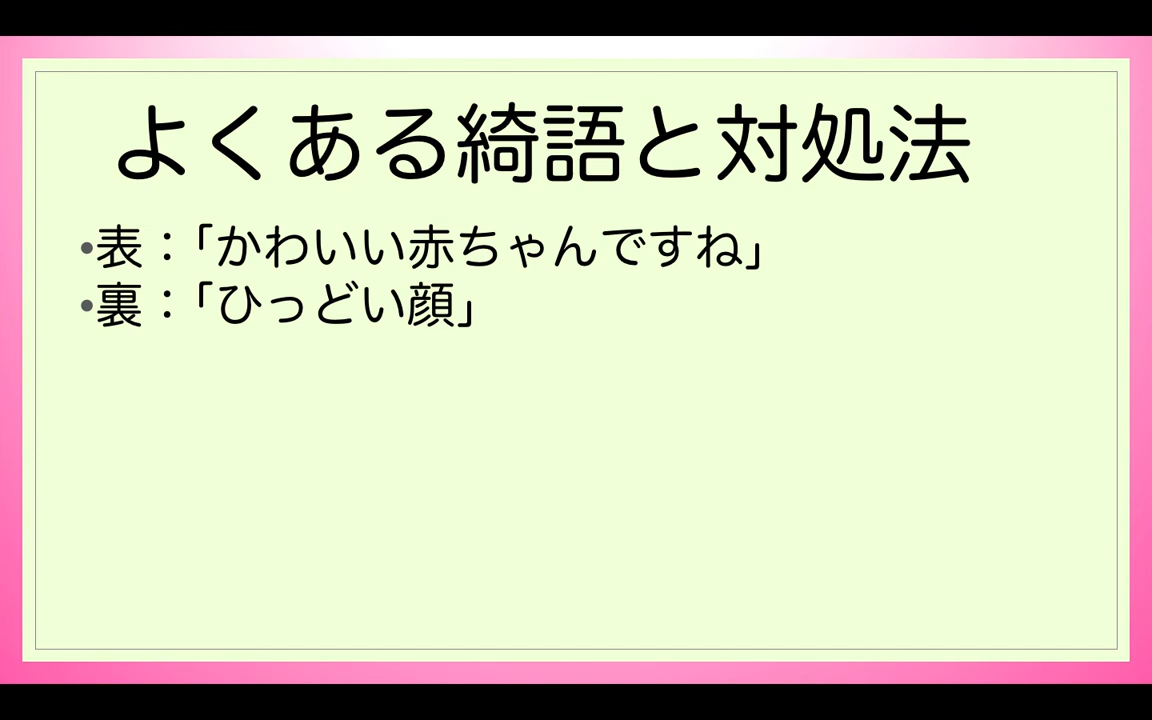 よくある綺語と対処法
•表：「かわいい赤ちゃんですね」
•裏：「ひっどい顔」